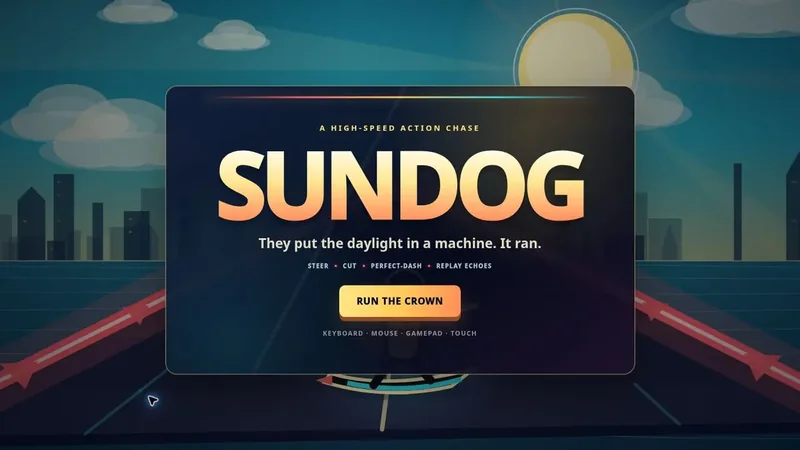 A HIGH-SPEED ACTION CHASE
SUNDOG
They put the daylight in a machine. It ran.
STEER • CUT • PERFECT-DASH • REPLAY ECHOES
RUN THE CROWN
KEYBOARD · MOUSE · GAMEPAD · TOUCH